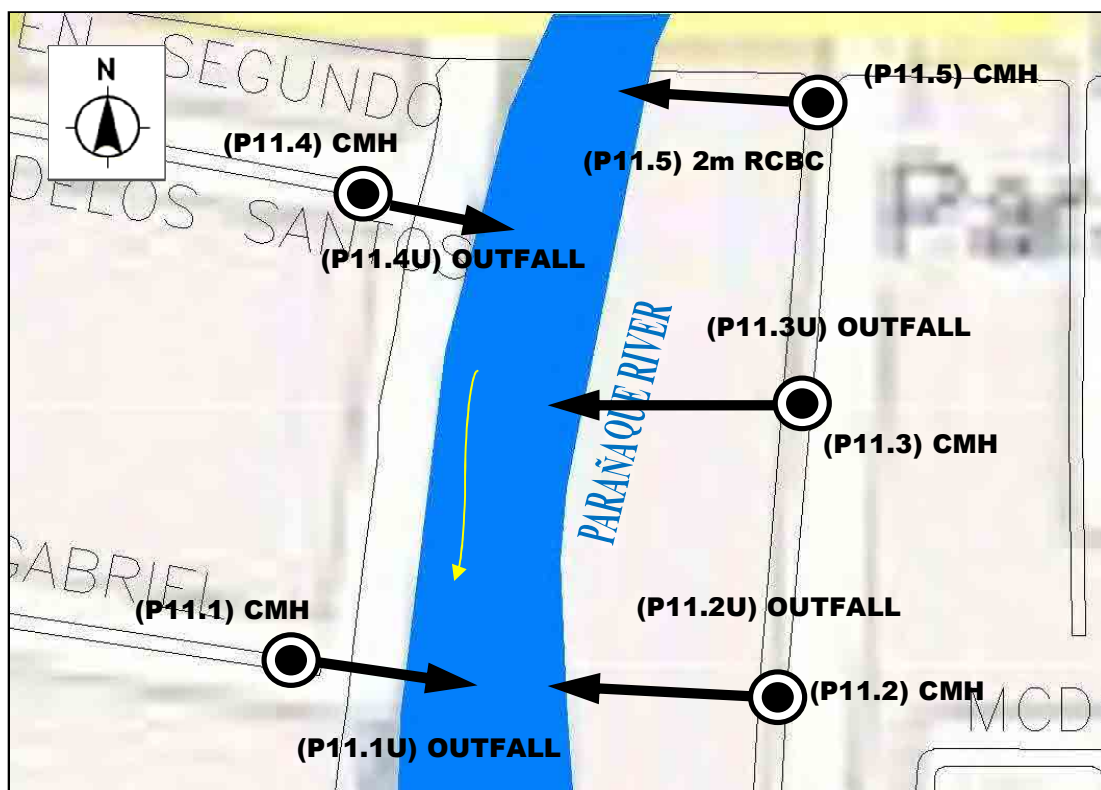 EN SEGUNDO
N
(P11.5) CMH
(P11.4) CMH
(P11.5) 2m RCBC
Par
DELOS SANTOS
(P11.4U) OUTFALL
(P11.3U) OUTFALL
PARAÑAQUE RIVER
(P11.3) CMH
GABRIEL
(P11.1) CMH
(P11.2U) OUTFALL
(P11.2) CMH
MCD
(P11.1U) OUTFALL